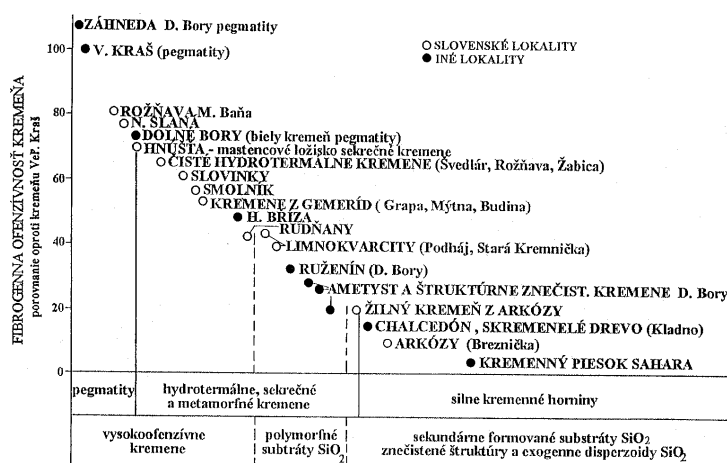 ZÁHNEDA D. Bory pegmatity
V. KRAŠ (pegmatity)
SLOVENSKÉ LOKALITY
INÉ LOKALITY
ROŽŇAVA M. Baňa
N. SLANÁ
DOLNÉ BORY (biely kremeň pegmatity)
HNÚŠŤA - mastencové ložisko sekrečné kremene
ČISTÉ HYDROTERMÁLNE KREMENE (Švedlár, Rožňava, Žabica)
SLOVINKY
SMOLNÍK
KREMENE Z GEMERÍD ( Grapa, Mýtna, Budina)
H. BŘÍZA
RUDŇANY
LIMNOKVARCITY (Podháj, Stará Kremnička)
RUŽENÍN (D. Bory)
AMETYST A ŠTRUKTÚRNE ZNEČIST. KREMENE D. Bory
ŽILNÝ KREMEŇ Z ARKÓZY
CHALCEDÓN , SKREMENELÉ DREVO (Kladno)
ARKÓZY (Breznička)
KREMENNÝ PIESOK SAHARA
FIBROGENNA OFENZÍVNOSŤ KREMEŇA
porovnanie oproti kremeňu Veľ. Kraš
100
80
60
40
20
0
pegmatity
hydrotermálne, sekrečné
a metamorfné kremene
silne kremenné horniny
vysokoofenzívne
kremene
polymorfné
substráty SiO2
sekundárne formované substráty SiO2
znečistené štruktúry a exogenne disperzoidy SiO2